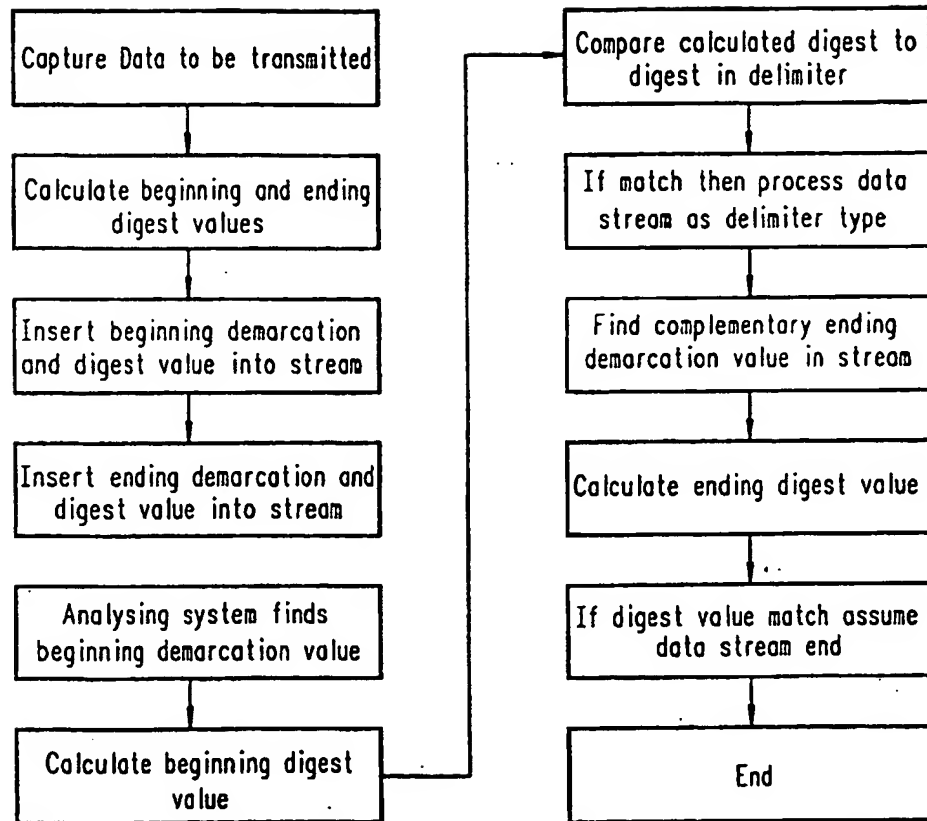 Capture Data to be transmitted
Calculate beginning and ending
digest values
Insert beginning demarcation
and digest value into stream
Insert ending demarcation and
digest value into stream
Analysing system finds
beginning demarcation value
Calculate beginning digest
value
Compare calculated digest to
digest in delimiter
If match then process data
stream as delimiter type
Find complementary ending
demarcation value in stream
Calculate ending digest value
If digest value match assume
data stream end
End